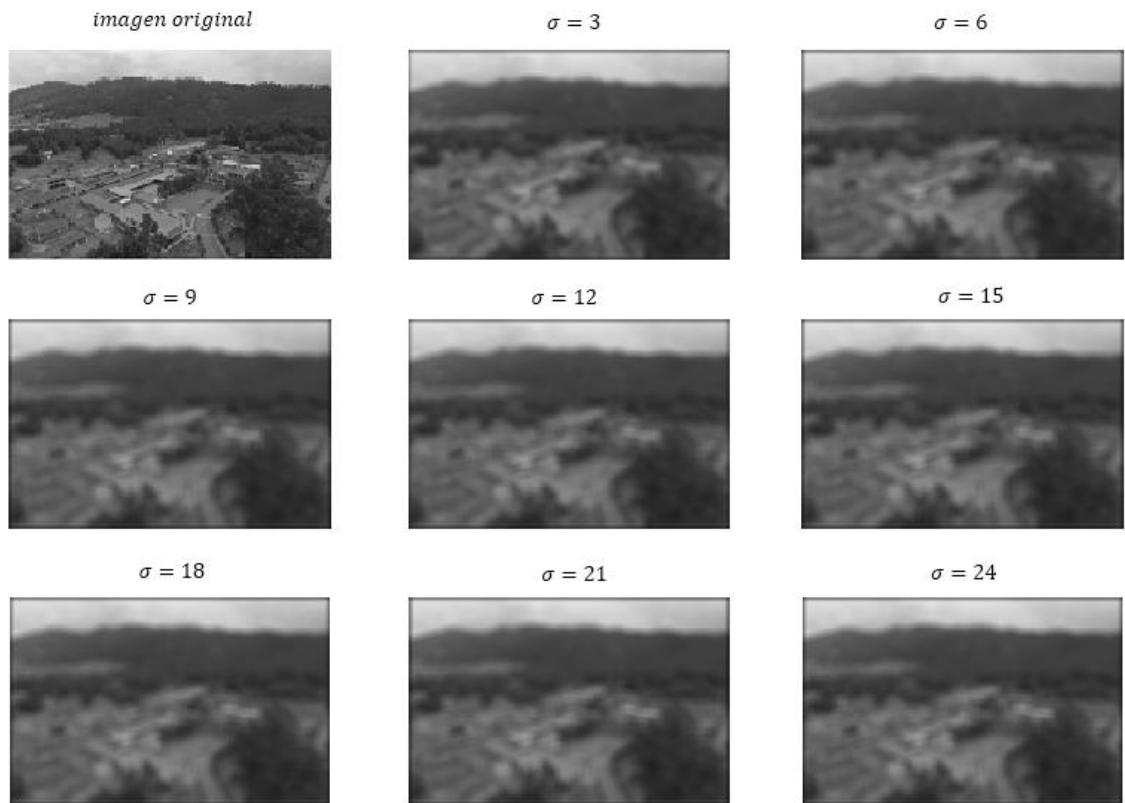 imagen original
σ = 3
σ = 6
σ = 9
σ = 12
σ = 15
σ = 18
σ = 21
σ = 24